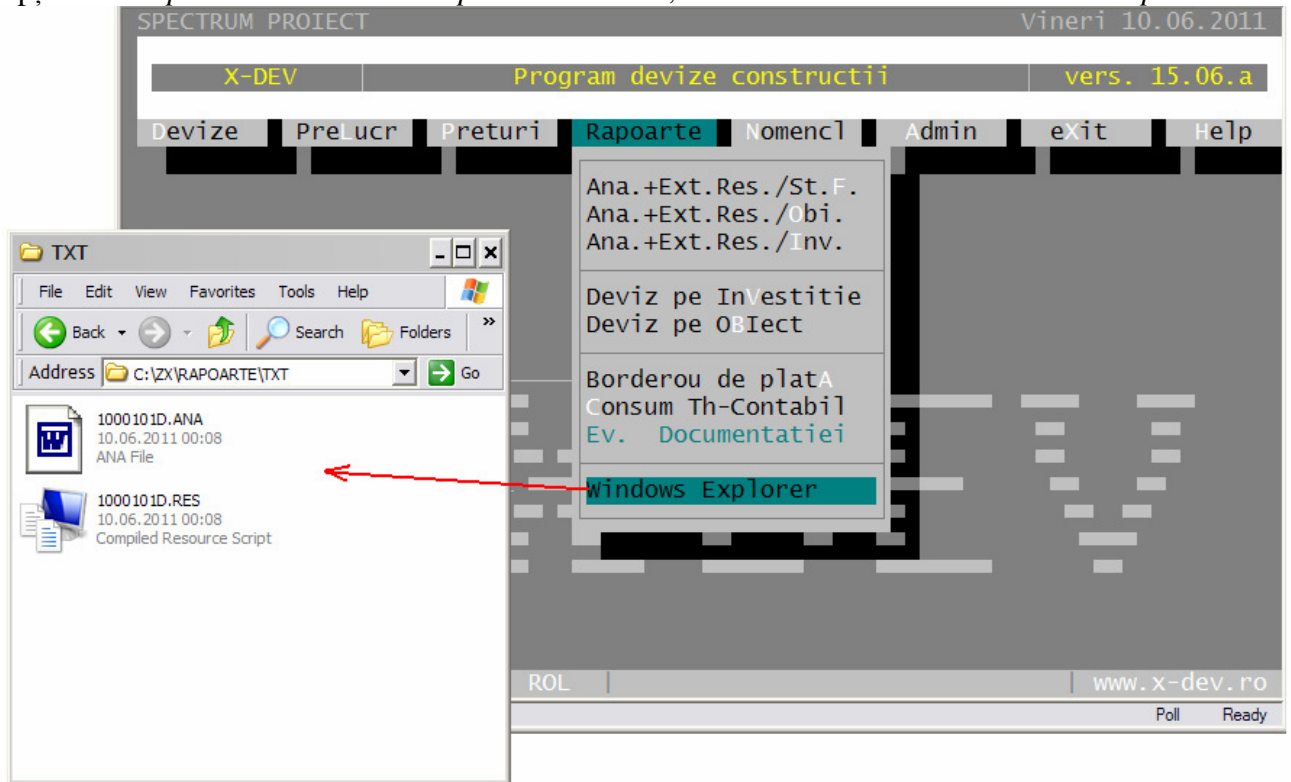 SPECTRUM PROIECT Vineri 10.06.2011
X-DEV Program devize constructii vers. 15.06.a
Devize PreLucr Preturi Rapoarte Nomencl Admin eXit Help
Ana.+Ext.Res./St.F.
Ana.+Ext.Res./Obi.
Ana.+Ext.Res./Inv.
Deviz pe InVestitie
Deviz pe OBIect
Borderou de platA
Consum Th-Contabil
Ev. Documentatiei
Windows Explorer
TXT
File Edit View Favorites Tools Help
Back Search Folders »
Address C:\ZX\RAPOARTE\TXT Go
1000101D.ANA
10.06.2011 00:08
ANA File
1000101D.RES
10.06.2011 00:08
Compiled Resource Script
ROL | | www.x-dev.ro
Poll Ready